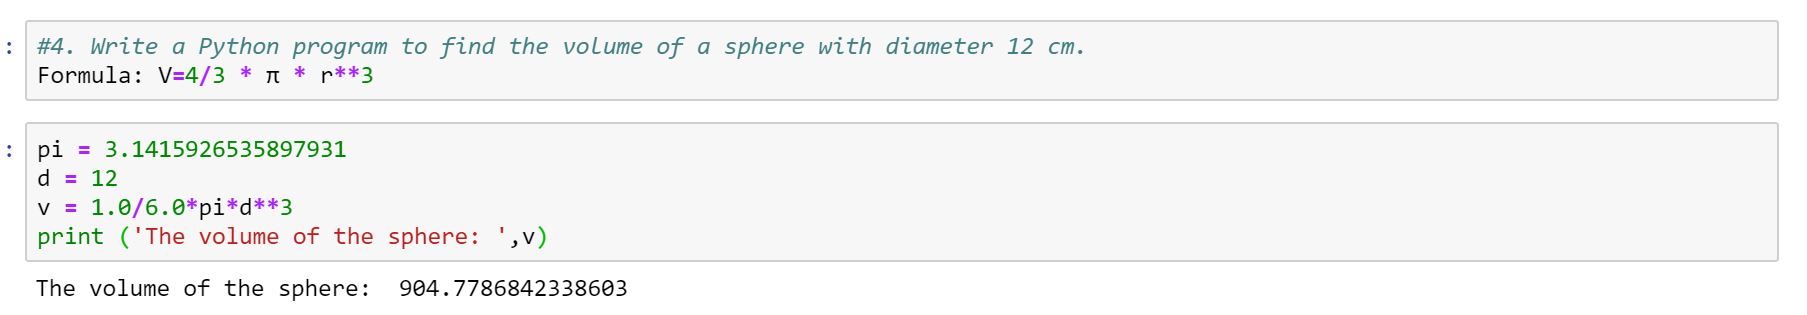 : #4. Write a Python program to find the volume of a sphere with diameter 12 cm.
Formula: V=4/3 * π * r**3
: pi = 3.1415926535897931
d = 12
v = 1.0/6.0*pi*d**3
print ('The volume of the sphere: ',v)
The volume of the sphere:  904.7786842338603